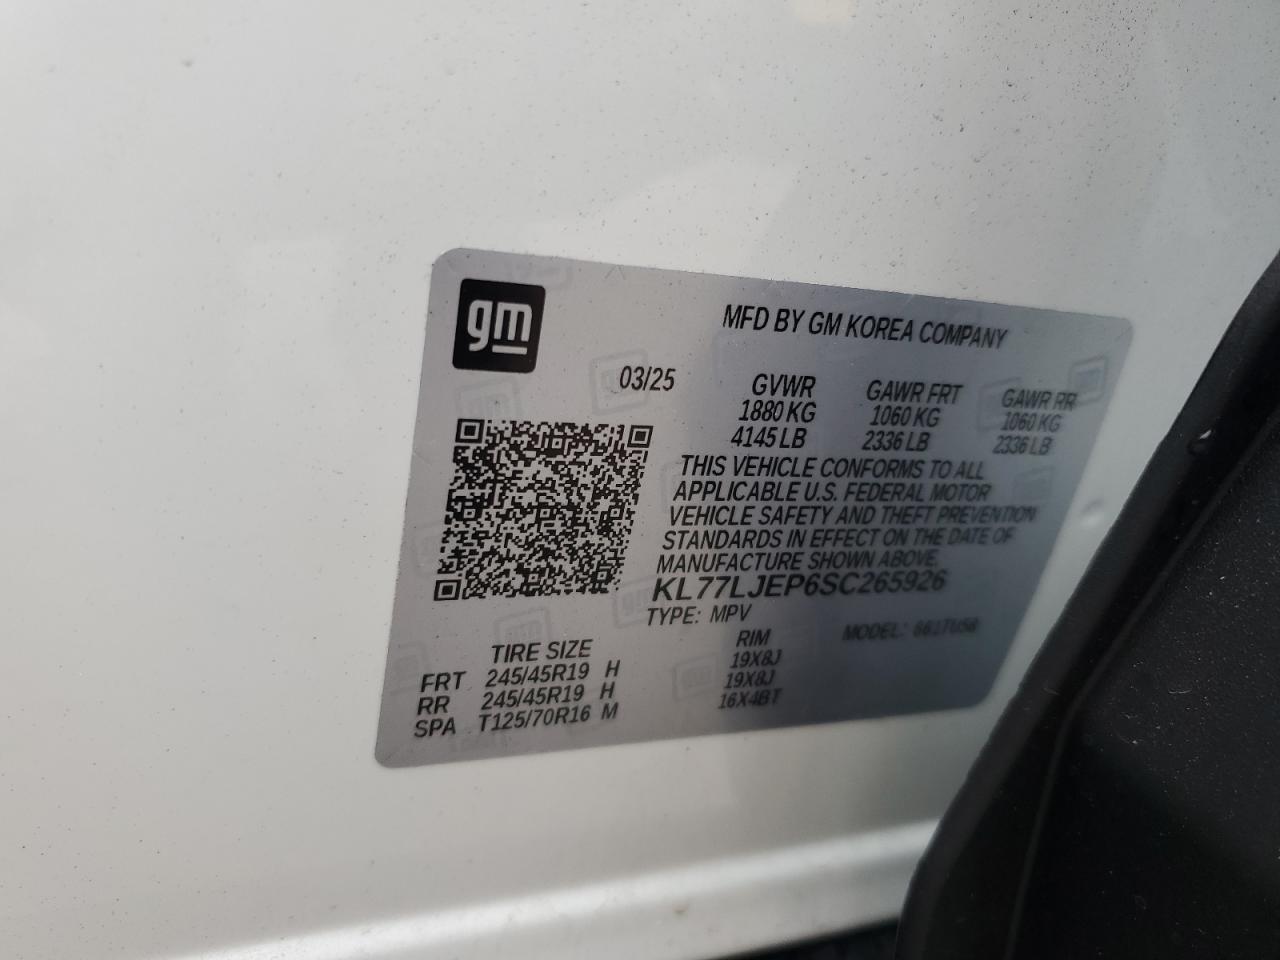 gm
MFD BY GM KOREA COMPANY
03/25
GVWR GAWR FRT GAWR RR
1880 KG 1060 KG 1060 KG
4145 LB 2336 LB 2336 LB
THIS VEHICLE CONFORMS TO ALL
APPLICABLE U.S. FEDERAL MOTOR
VEHICLE SAFETY AND THEFT PREVENTION
STANDARDS IN EFFECT ON THE DATE OF
MANUFACTURE SHOWN ABOVE.
KL77LJEP6SC265926
TYPE: MPV MODEL:
TIRE SIZE RIM
FRT 245/45R19 H 19X8J
RR 245/45R19 H 19X8J
SPA T125/70R16 M 16X4BT